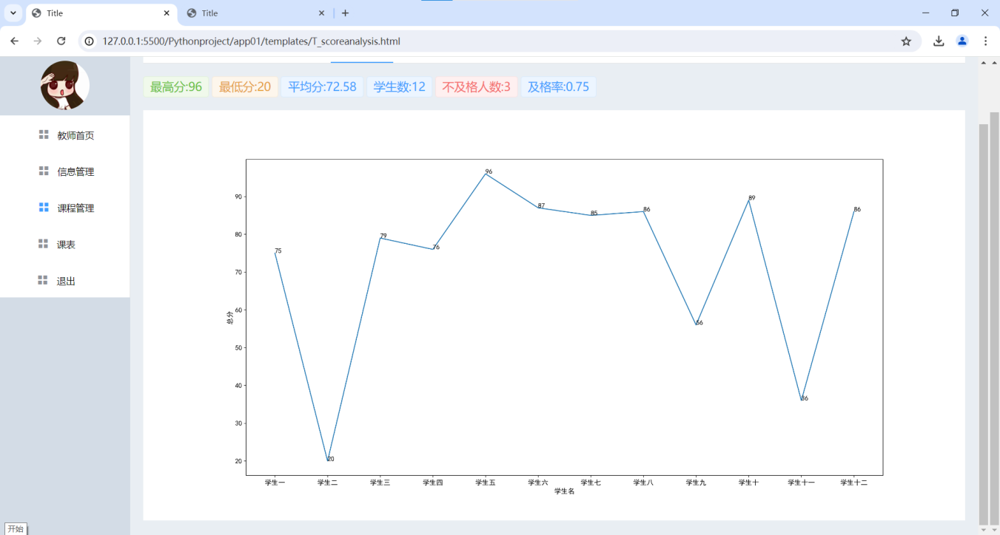 Title
Title
127.0.0.1:5500/Pythonproject/app01/templates/T_scoreanalysis.html
最高分:96 最低分:20 平均分:72.58 学生数:12 不及格人数:3 及格率:0.75
教师首页
信息管理
课程管理
课表
退出
开始
总分
90
80
70
60
50
40
30
20
75
20
79
76
96
87
85
86
56
89
36
86
学生一 学生二 学生三 学生四 学生五 学生六 学生七 学生八 学生九 学生十 学生十一 学生十二
学生名